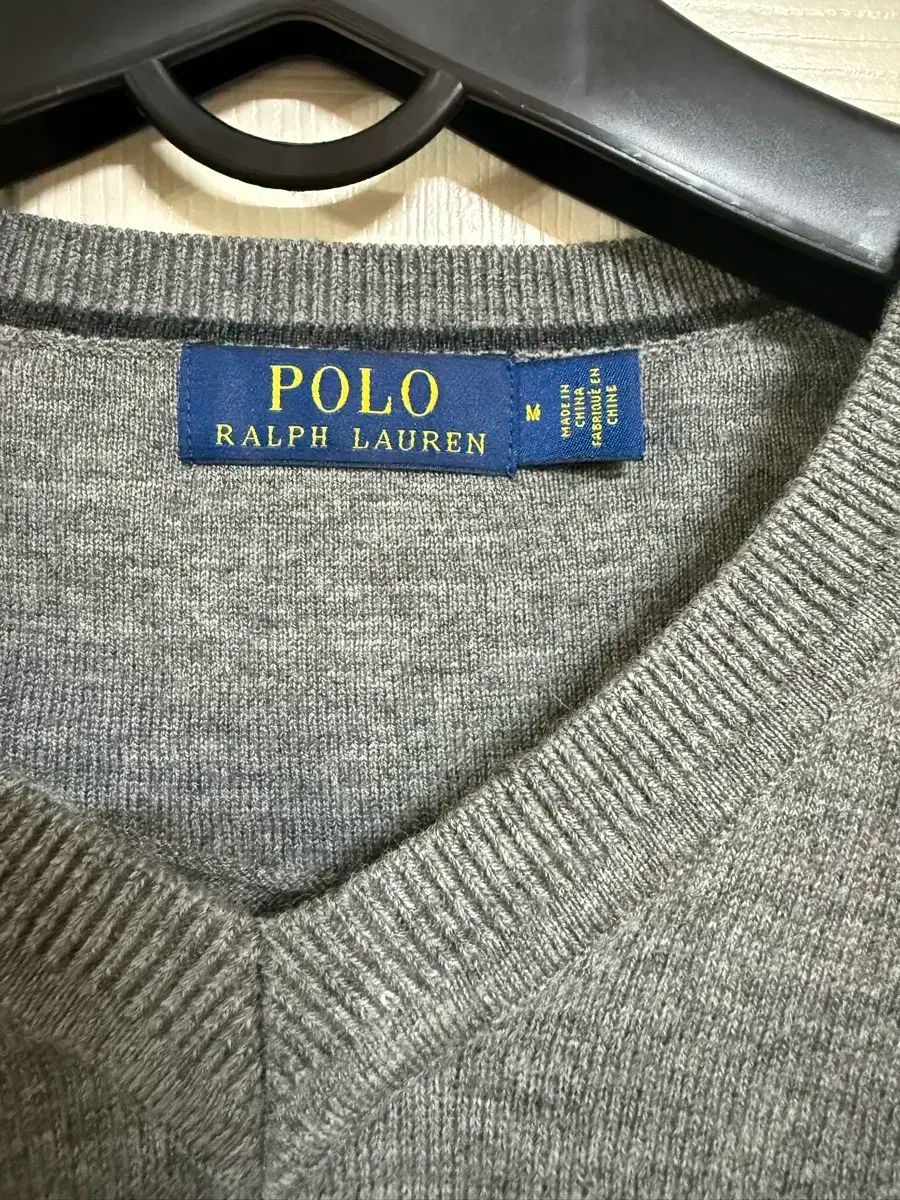 POLO
RALPH LAUREN
M
MADE IN
CHINA
FABRIQUÉ EN
CHINE